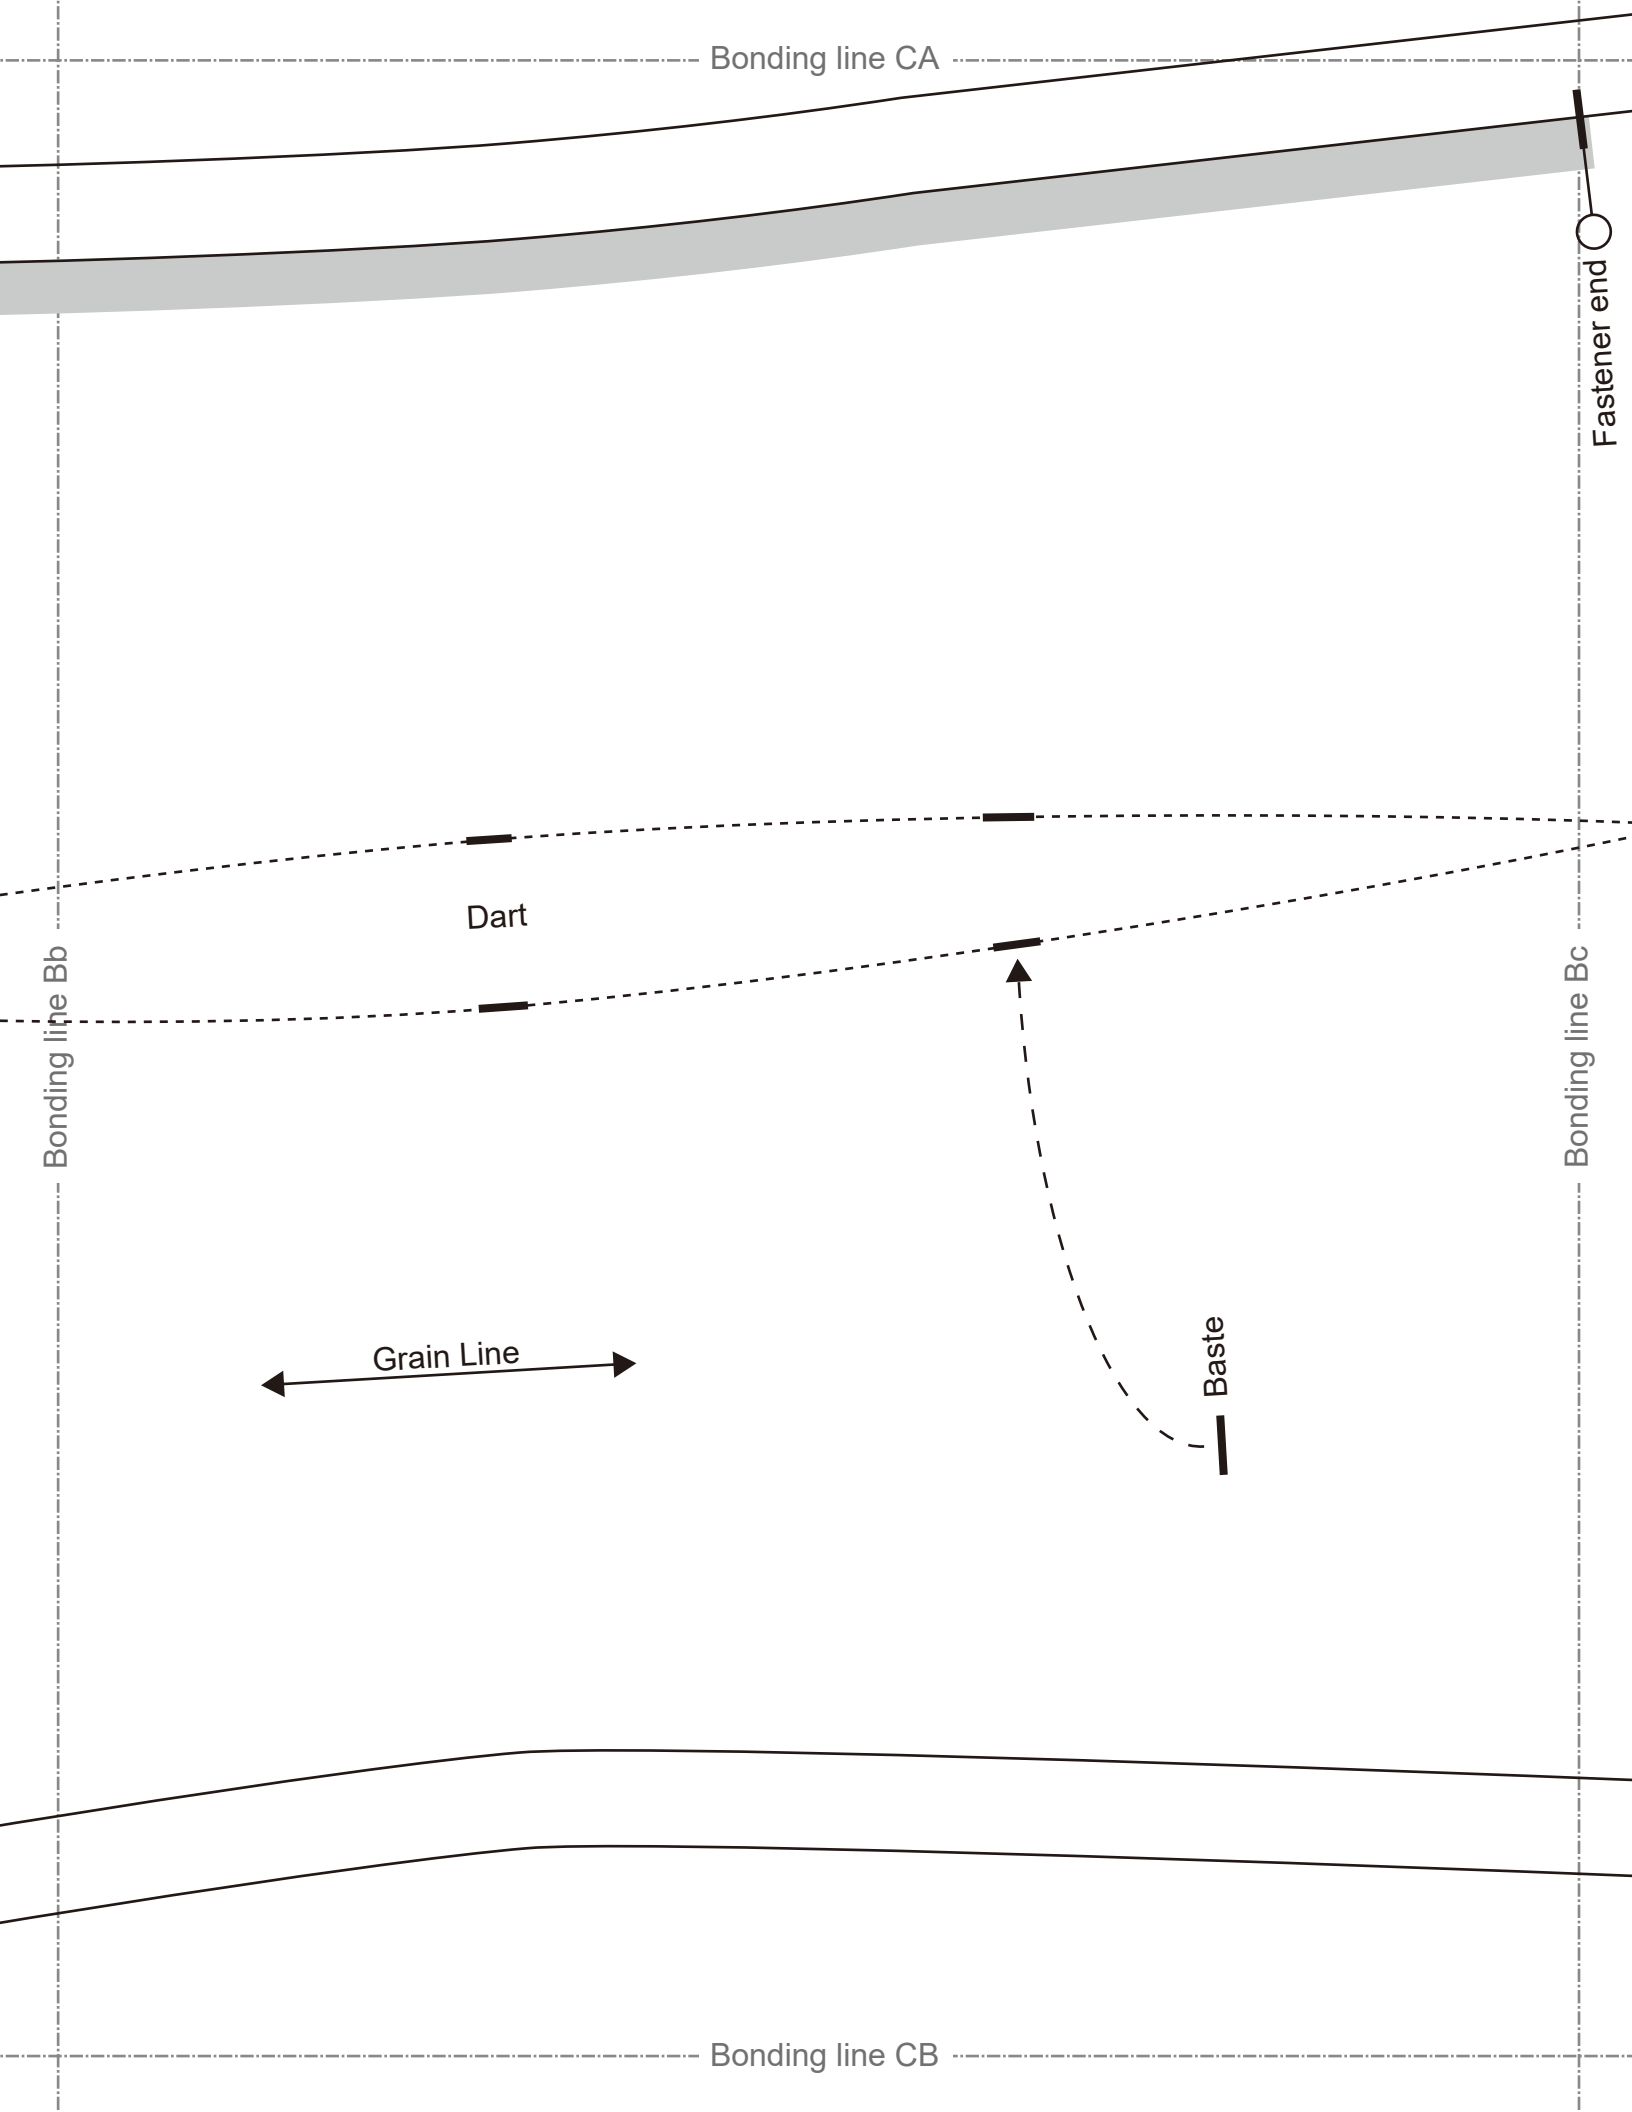 Bonding line CA
Fastener end
Dart
Bonding line Bb
Bonding line Bc
Grain Line
Baste
Bonding line CB